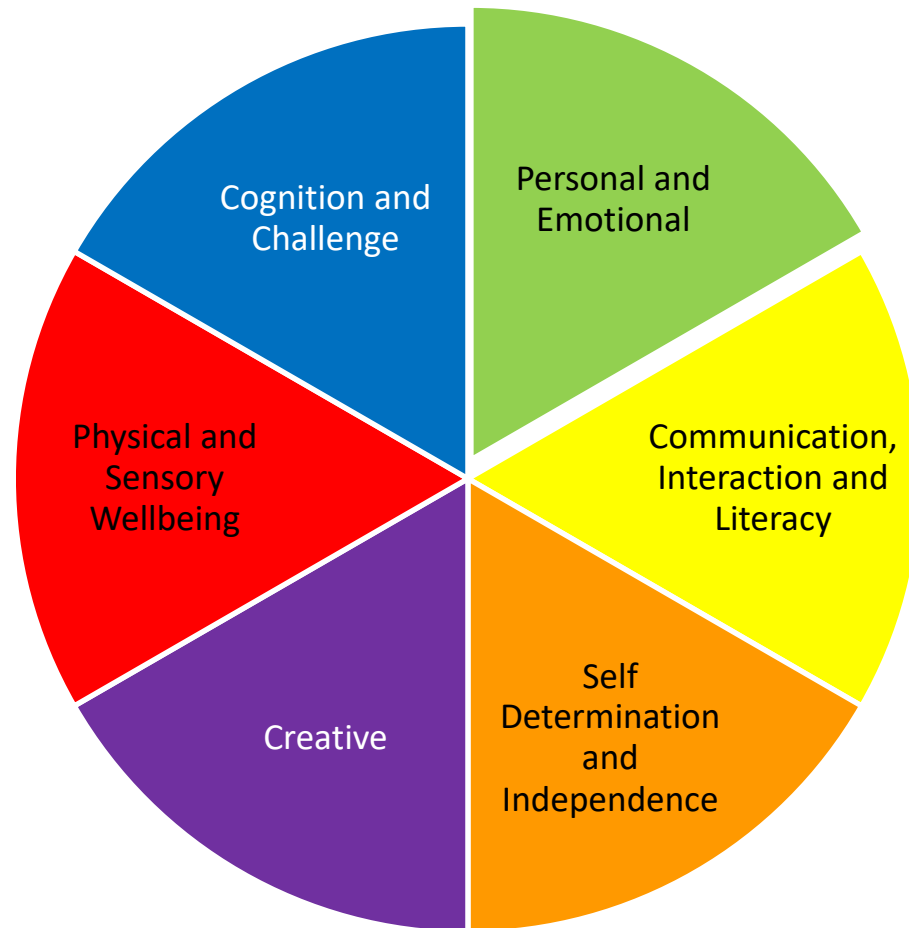 Personal and
Emotional
Communication,
Interaction and
Literacy
Self
Determination
and
Independence
Creative
Physical and
Sensory
Wellbeing
Cognition and
Challenge